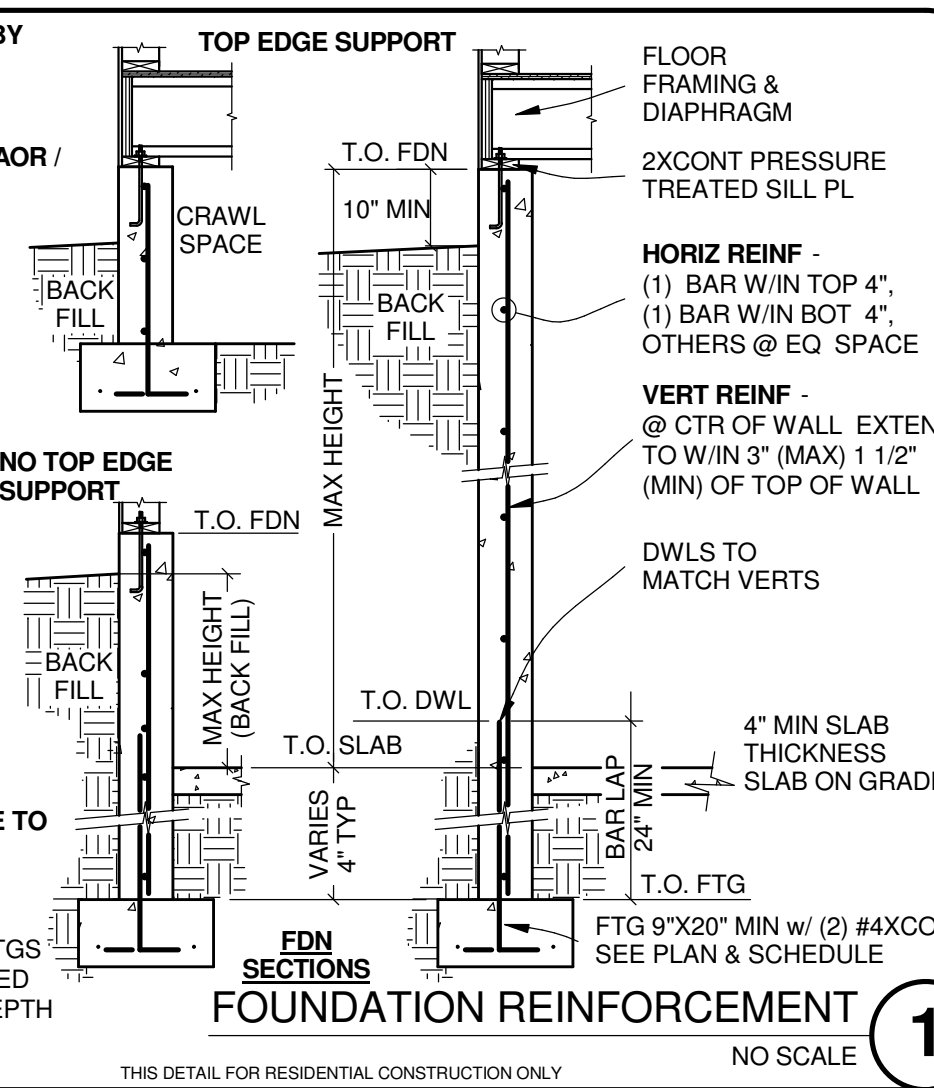 BY
TOP EDGE SUPPORT
FLOOR
FRAMING &
DIAPHRAGM
AOR /
T.O. FDN
2XCONT PRESSURE
TREATED SILL PL
CRAWL
SPACE
10" MIN
BACK
FILL
BACK
FILL
HORIZ REINF -
(1) BAR W/IN TOP 4",
(1) BAR W/IN BOT 4",
OTHERS @ EQ SPACE
MAX HEIGHT
VERT REINF -
@ CTR OF WALL EXTEN
TO W/IN 3" (MAX) 1 1/2"
(MIN) OF TOP OF WALL
NO TOP EDGE
SUPPORT
T.O. FDN
DWLS TO
MATCH VERTS
BACK
FILL
MAX HEIGHT
(BACK FILL)
T.O. DWL
T.O. SLAB
4" MIN SLAB
THICKNESS
SLAB ON GRADE
E TO
VARIES
4" TYP
BAR LAP
24" MIN
T.O. FTG
FTG 9"X20" MIN w/ (2) #4XCO
SEE PLAN & SCHEDULE
TGS
ED
EPTH
FDN
SECTIONS
FOUNDATION REINFORCEMENT
1
NO SCALE
THIS DETAIL FOR RESIDENTIAL CONSTRUCTION ONLY